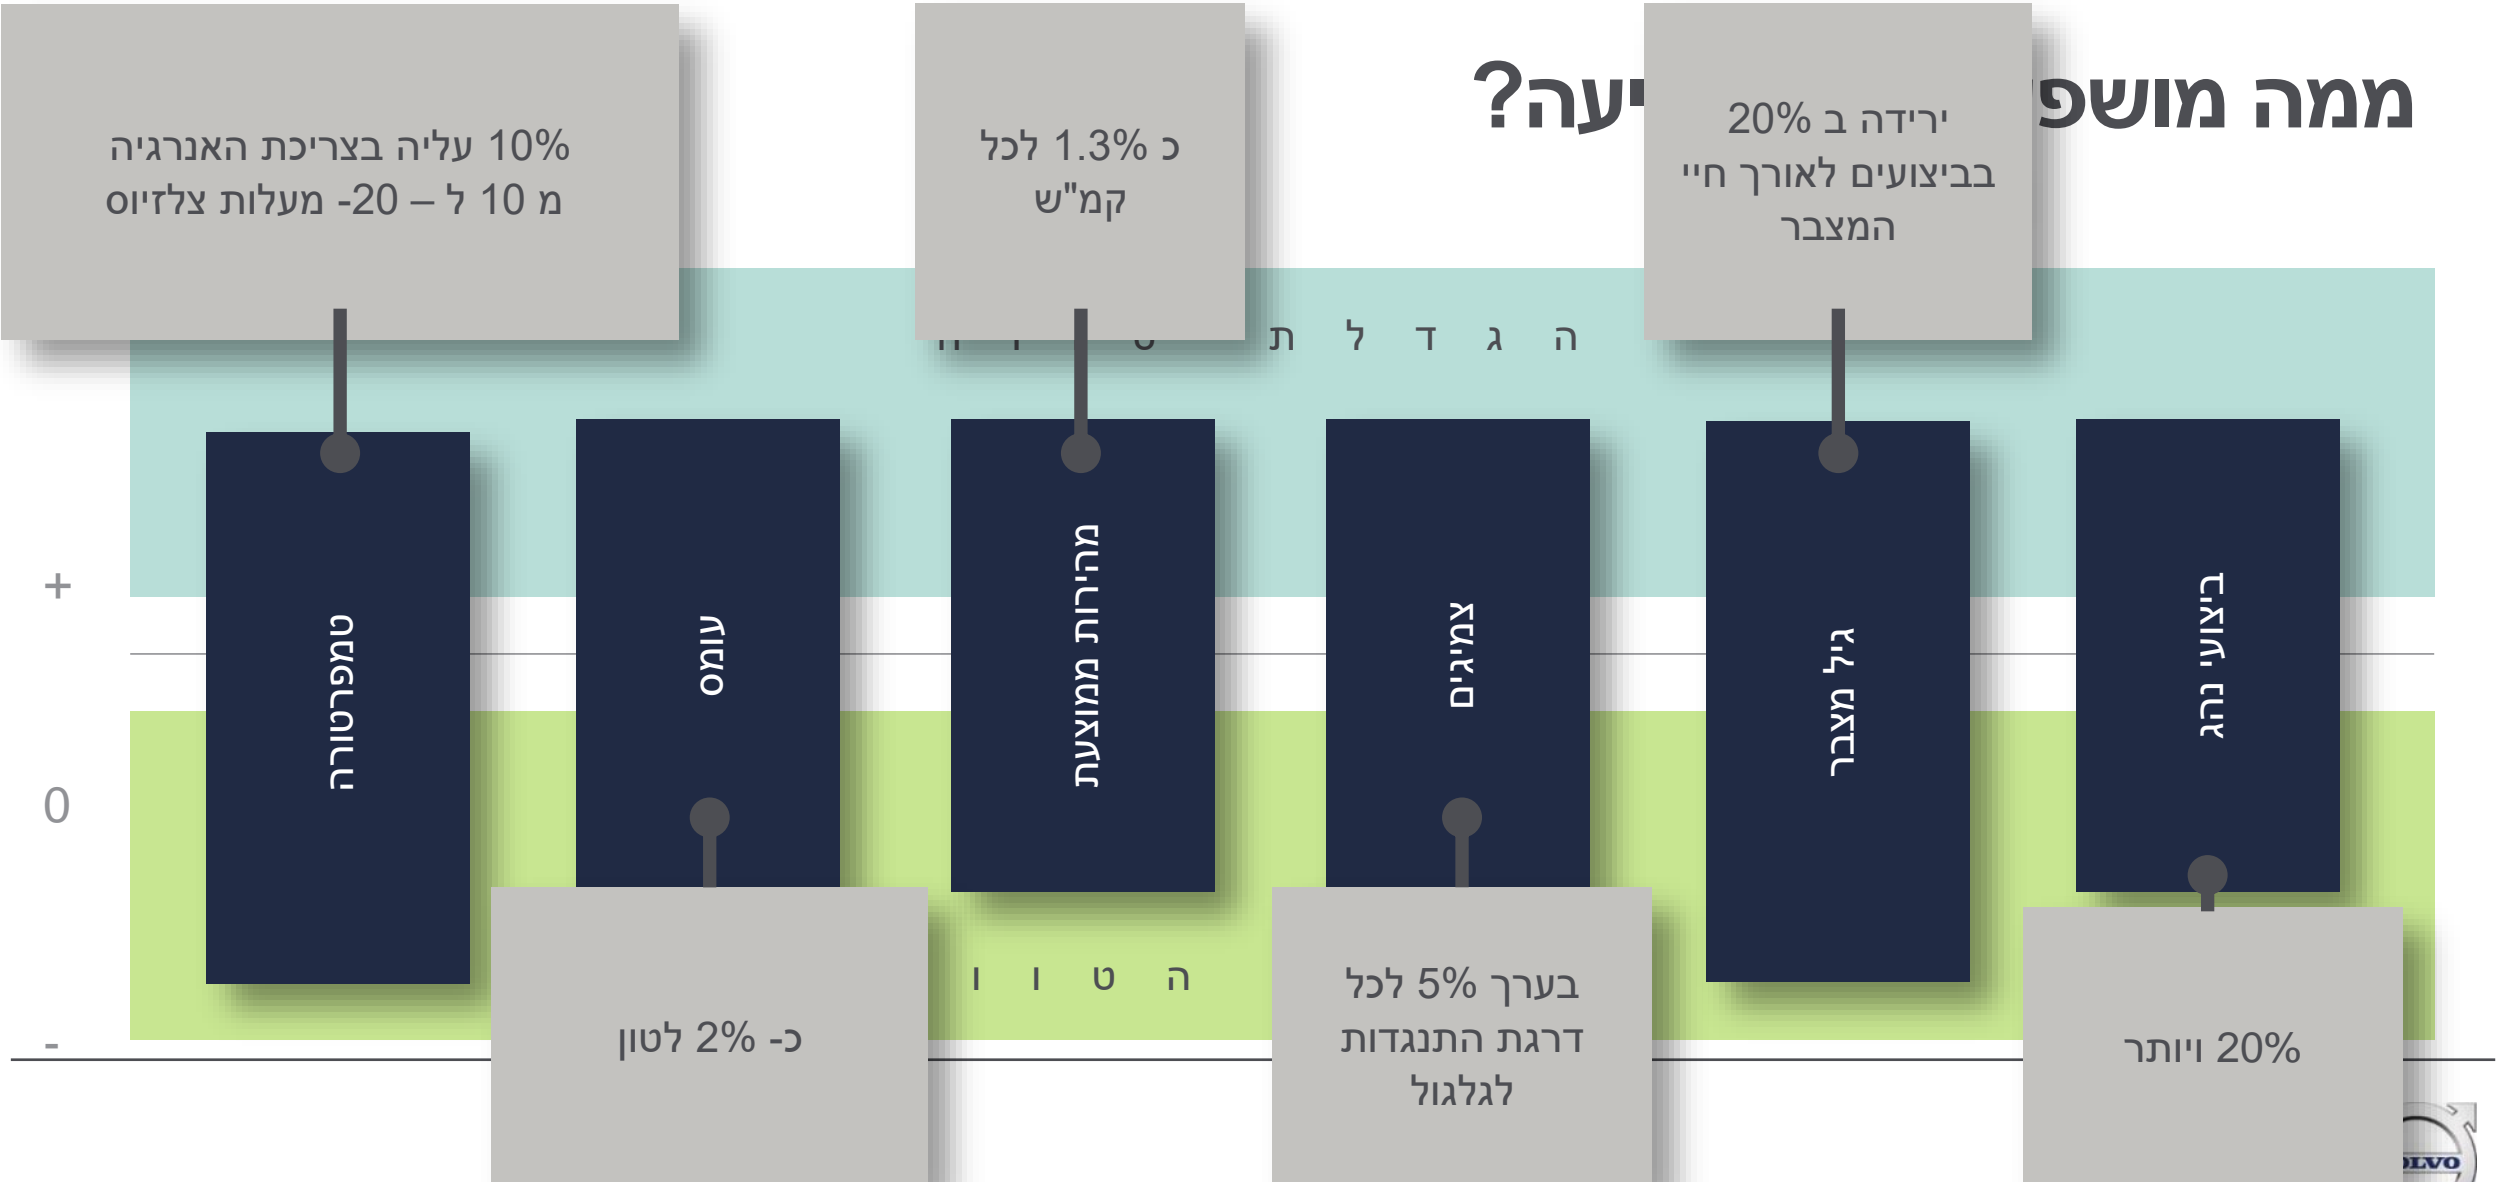 ממה מושפ יעה?
ירידה ב 20%
בביצועים לאורך חיי
המצבר
כ 1.3% לכל
קמ"ש
10% עליה בצריכת האנרגיה
מ 10 ל – 20- מעלות צלזיוס
ה ג ד ל ת
ביצועי נהג
גיל מצבר
צמיגים
מהירות ממוצעת
עומס
טמפרטורה
+
0
-
ה ט ו ו
20% ויותר
בערך 5% לכל
דרגת התנגדות
לגלגול
כ- 2% לטון